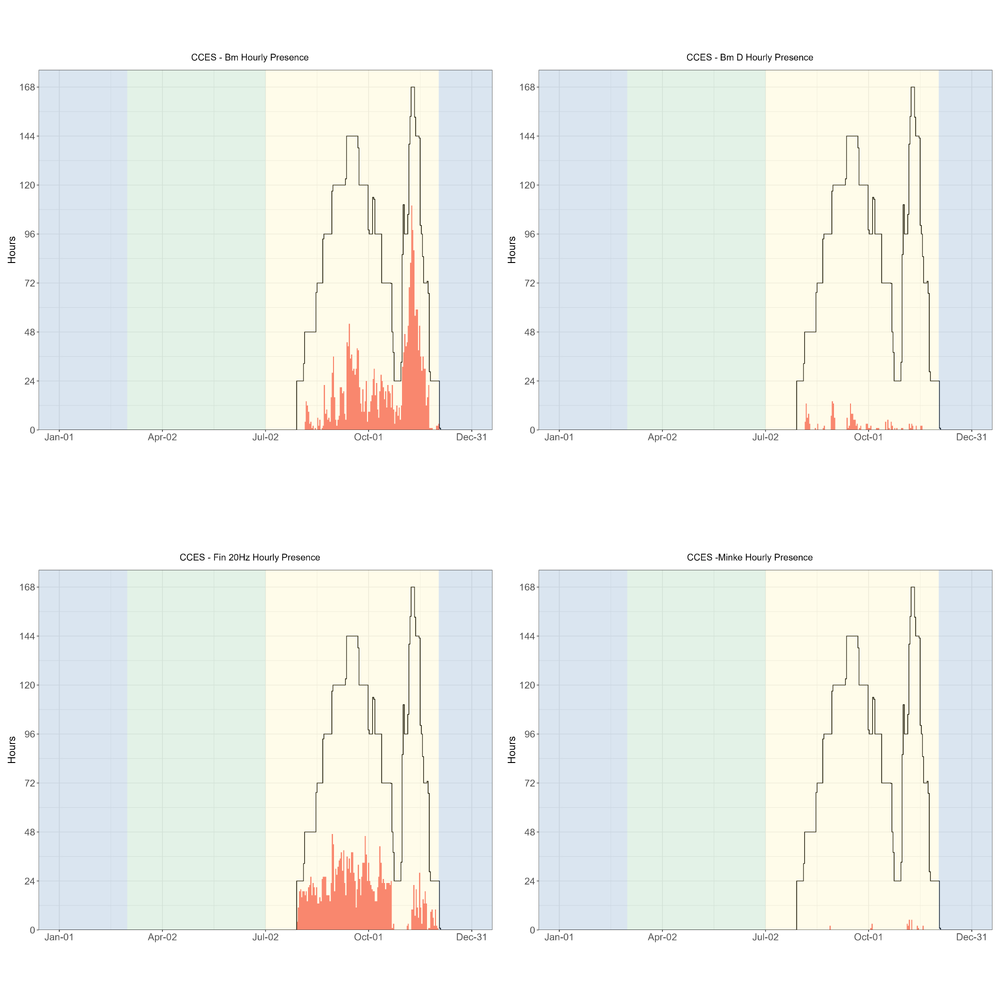 CCES - Bm Hourly Presence
Hours
168
144
120
96
72
48
24
0
Jan-01 Apr-02 Jul-02 Oct-01 Dec-31
CCES - Bm D Hourly Presence
Hours
168
144
120
96
72
48
24
0
Jan-01 Apr-02 Jul-02 Oct-01 Dec-31
CCES - Fin 20Hz Hourly Presence
Hours
168
144
120
96
72
48
24
0
Jan-01 Apr-02 Jul-02 Oct-01 Dec-31
CCES -Minke Hourly Presence
Hours
168
144
120
96
72
48
24
0
Jan-01 Apr-02 Jul-02 Oct-01 Dec-31